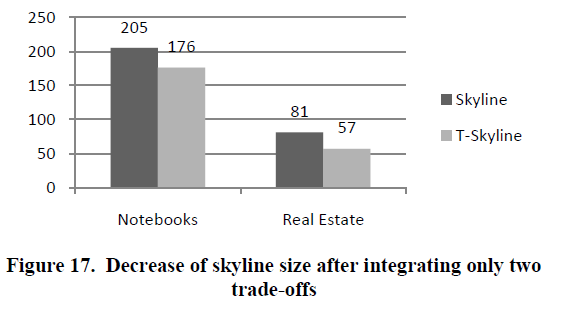 250
200
150
100
50
0
205
176
81
57
Notebooks
Real Estate
Skyline
T-Skyline
Figure 17. Decrease of skyline size after integrating only two
trade-offs